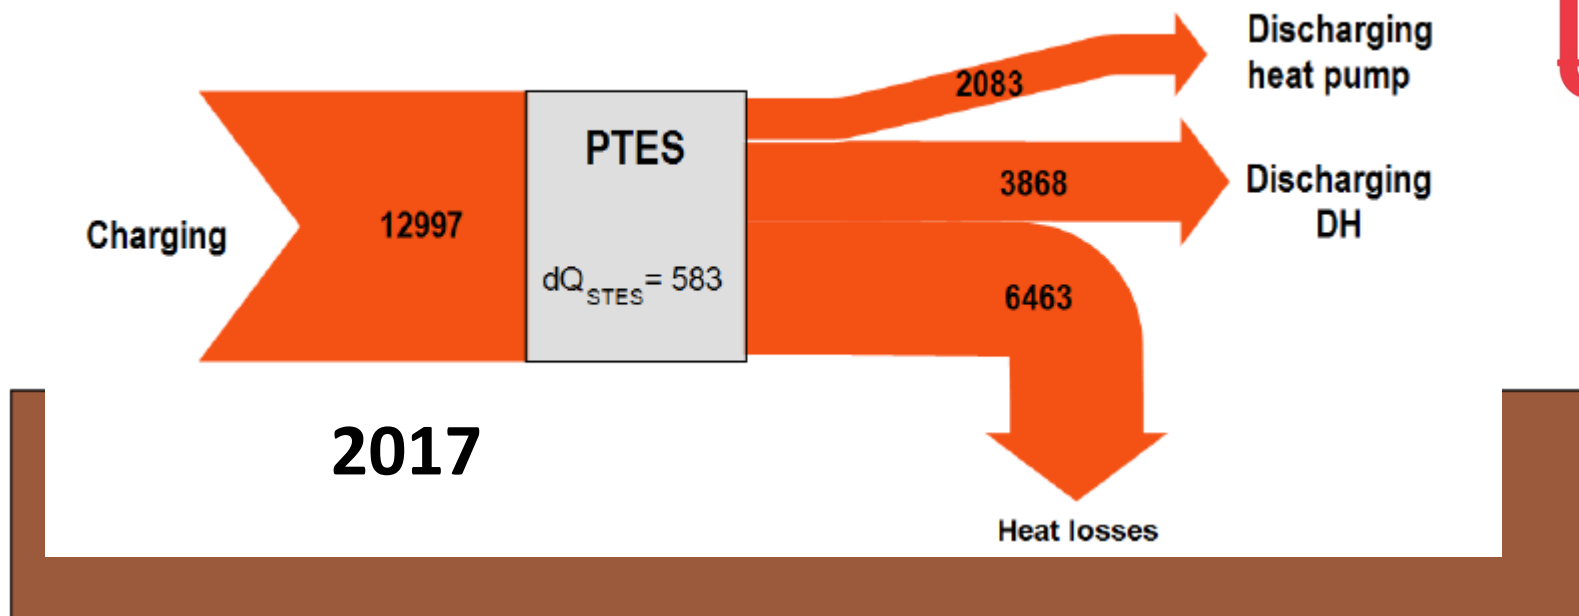 Discharging
heat pump
2083
PTES
3868
Discharging
DH
Charging
12997
dQSTES= 583
6463
2017
Heat losses